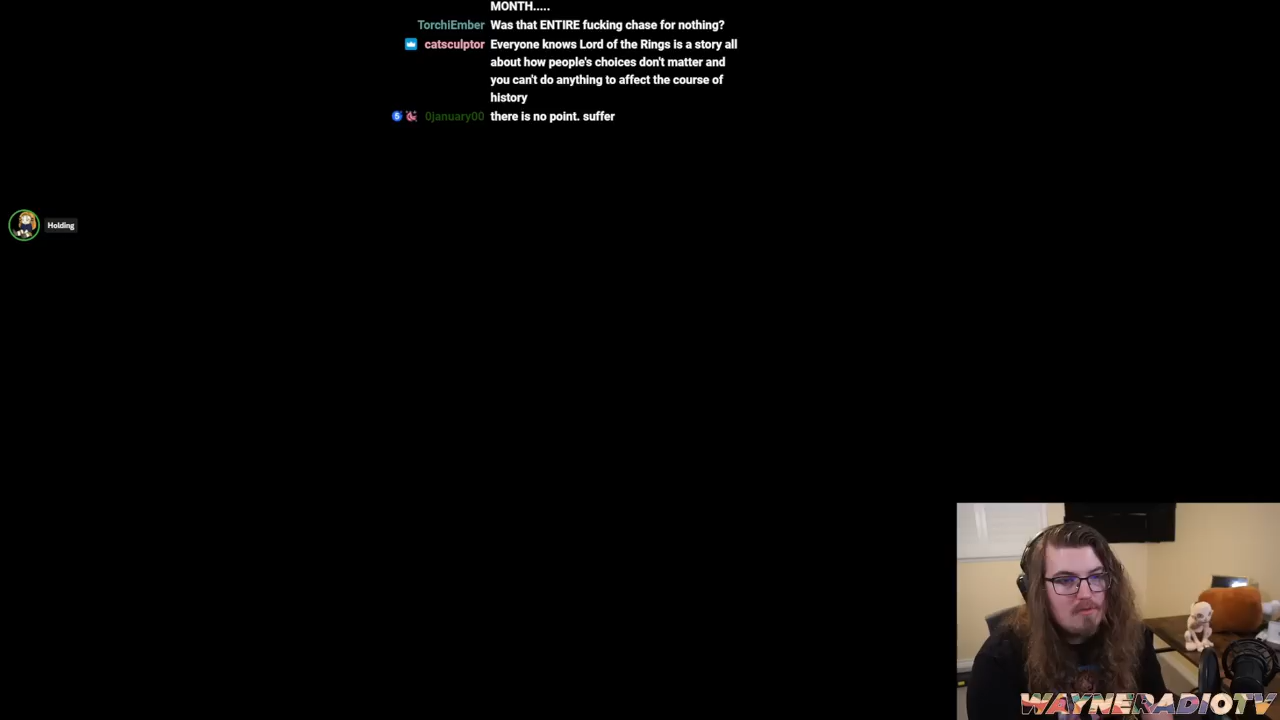 MONTH.....
TorchiEmber Was that ENTIRE fucking chase for nothing?
catsculptor Everyone knows Lord of the Rings is a story all
about how people's choices don't matter and
you can't do anything to affect the course of
history
5 0january00 there is no point. suffer
Holding
WAYNERADIOTV